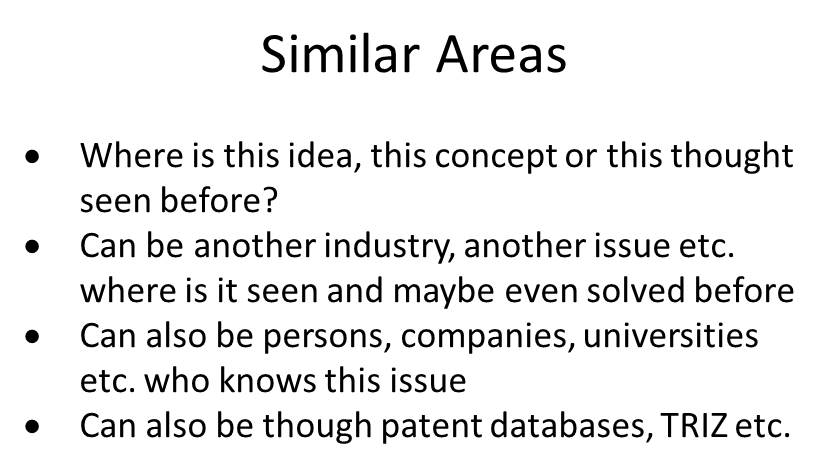 Similar Areas
• Where is this idea, this concept or this thought
seen before?
• Can be another industry, another issue etc.
where is it seen and maybe even solved before
• Can also be persons, companies, universities
etc. who knows this issue
• Can also be though patent databases, TRIZ etc.